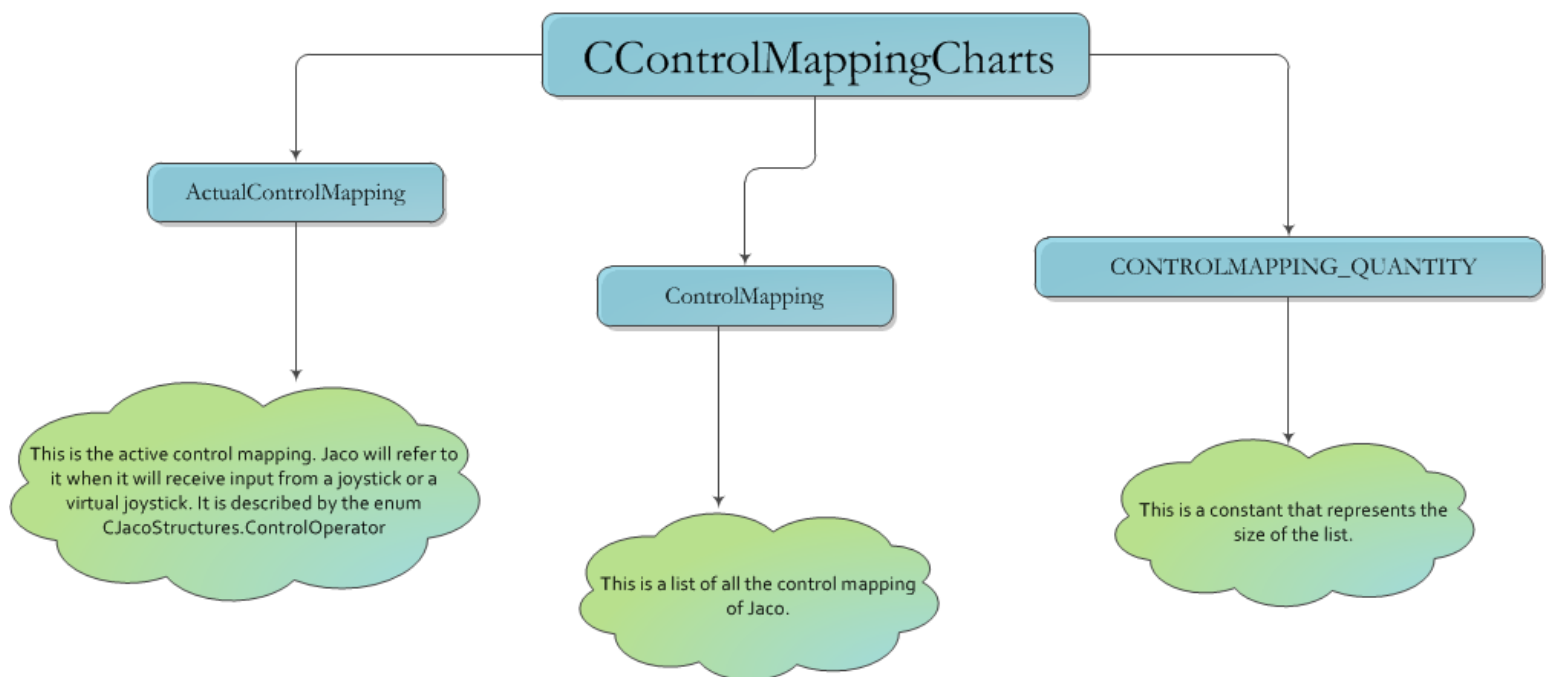 CControlMappingCharts
ActualControlMapping
ControlMapping
CONTROLMAPPING_QUANTITY
This is the active control mapping. Jaco will refer to
it when it will receive input from a joystick or a
virtual joystick. It is described by the enum
CJacoStructures.ControlOperator
This is a list of all the control mapping
of Jaco.
This is a constant that represents the
size of the list.